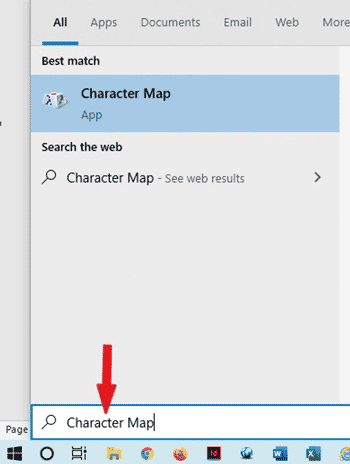 All Apps Documents Email Web More
Best match
Character Map
App
Search the web
Character Map - See web results
Page
Character Map